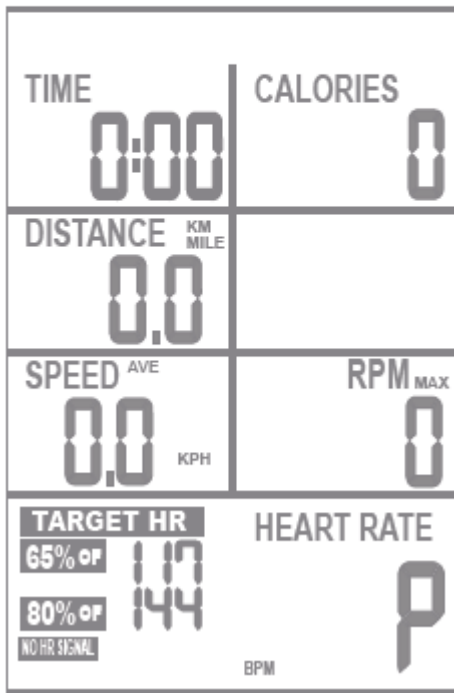 TIME CALORIES
0:00 0
DISTANCE KM
MILE
0.0
SPEED AVE RPM MAX
0.0 KPH 0
TARGET HR HEART RATE
65% OF 117
80% OF 144 P
NO HR SIGNAL BPM